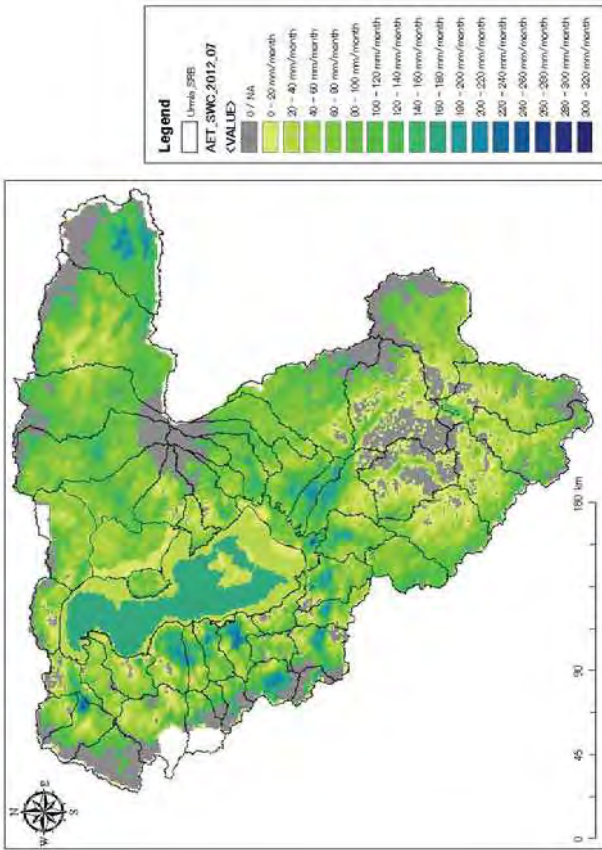 Legend
Urmia_SRB
AET_SWC_2012_07
<VALUE>
0 / NA
0 - 20 mm/month
20 - 40 mm/month
40 - 60 mm/month
60 - 80 mm/month
80 - 100 mm/month
100 - 120 mm/month
120 - 140 mm/month
140 - 160 mm/month
160 - 180 mm/month
180 - 200 mm/month
200 - 220 mm/month
220 - 240 mm/month
240 - 260 mm/month
260 - 280 mm/month
280 - 300 mm/month
300 - 320 mm/month
N
W E
S
0 45 90 180 km